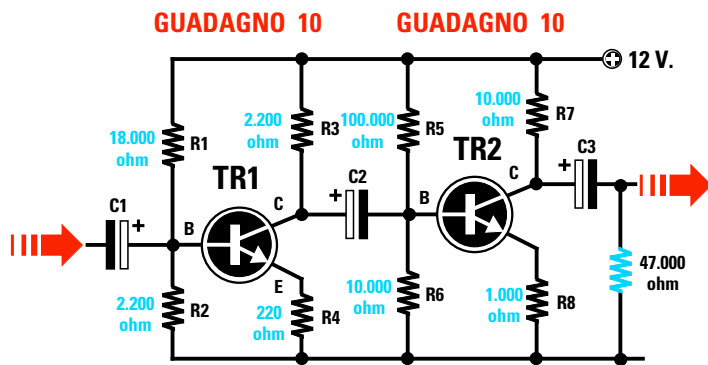 GUADAGNO 10
GUADAGNO 10
12 V.
18.000
ohm
R1
2.200
ohm
R3
100.000
ohm
R5
10.000
ohm
R7
TR1
TR2
C1
+
B
C
E
+
C2
B
C
+
C3
2.200
ohm
R2
220
ohm
R4
10.000
ohm
R6
1.000
ohm
R8
47.000
ohm